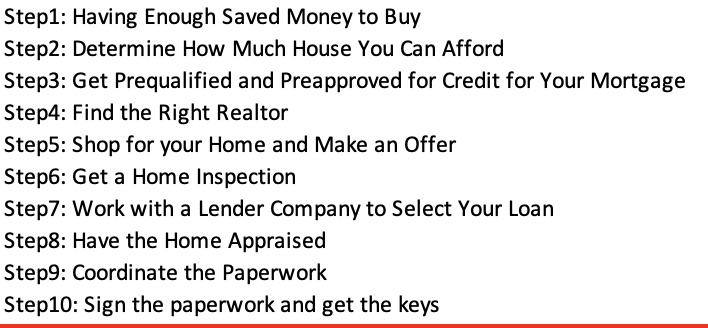 Step1: Having Enough Saved Money to Buy
Step2: Determine How Much House You Can Afford
Step3: Get Prequalified and Preapproved for Credit for Your Mortgage
Step4: Find the Right Realtor
Step5: Shop for your Home and Make an Offer
Step6: Get a Home Inspection
Step7: Work with a Lender Company to Select Your Loan
Step8: Have the Home Appraised
Step9: Coordinate the Paperwork
Step10: Sign the paperwork and get the keys